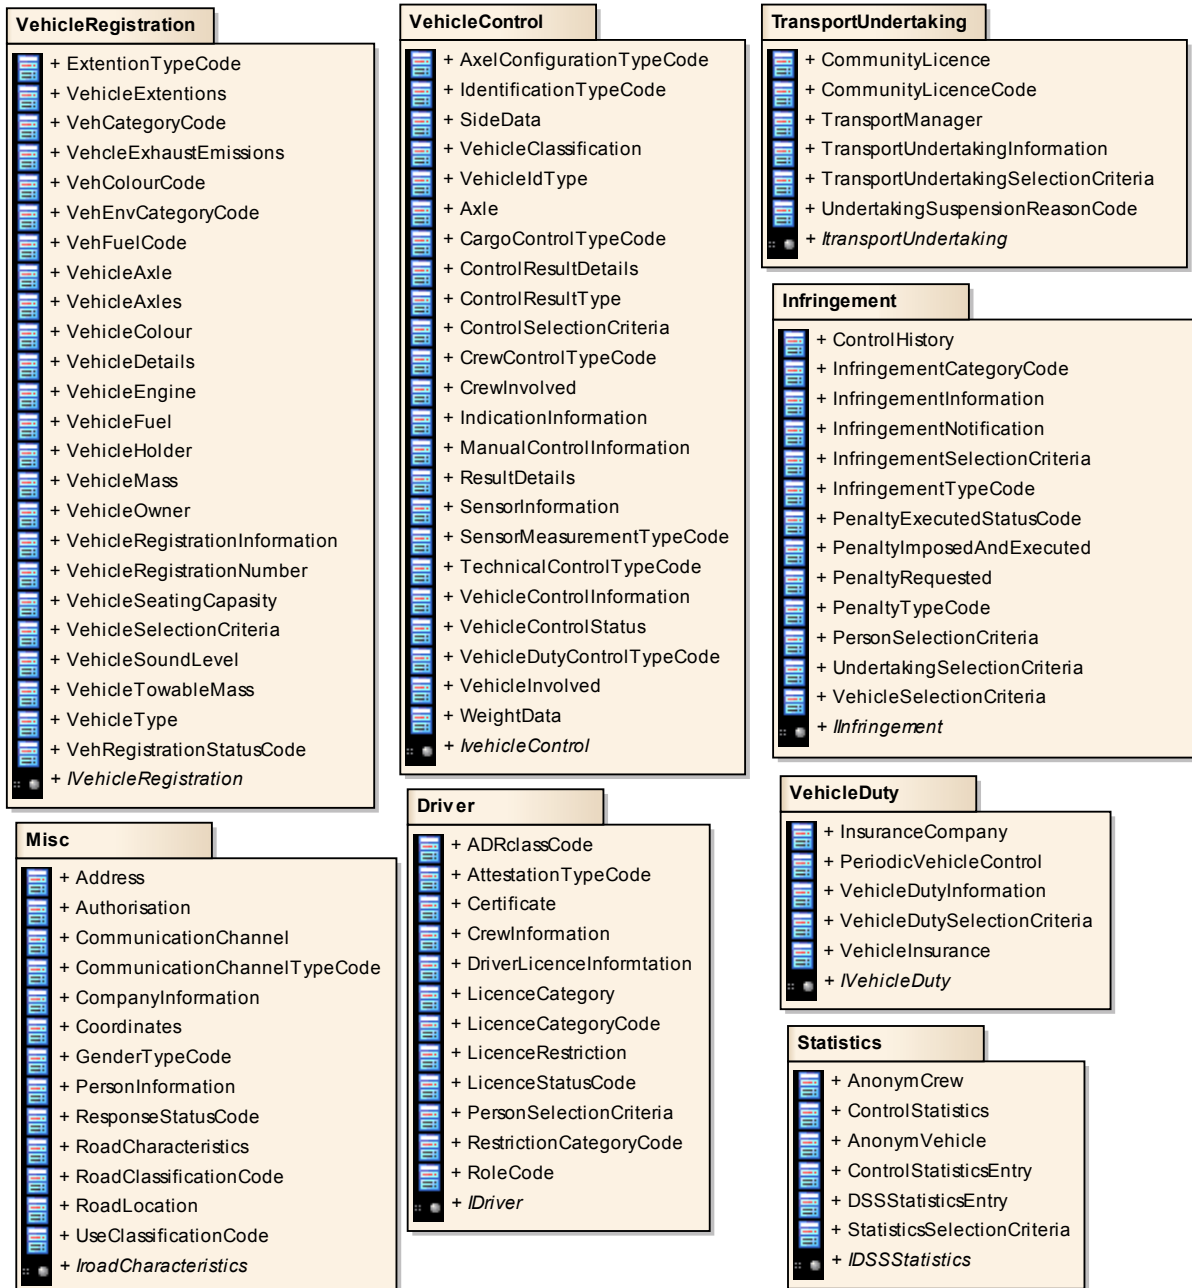 VehicleRegistration
+ ExtentionTypeCode
+ VehicleExtentions
+ VehCategoryCode
+ VehcleExhaustEmissions
+ VehColourCode
+ VehEnvCategoryCode
+ VehFuelCode
+ VehicleAxle
+ VehicleAxles
+ VehicleColour
+ VehicleDetails
+ VehicleEngine
+ VehicleFuel
+ VehicleHolder
+ VehicleMass
+ VehicleOwner
+ VehicleRegistrationInformation
+ VehicleRegistrationNumber
+ VehicleSeatingCapasity
+ VehicleSelectionCriteria
+ VehicleSoundLevel
+ VehicleTowableMass
+ VehicleType
+ VehRegistrationStatusCode
+ IVehicleRegistration
VehicleControl
+ AxelConfigurationTypeCode
+ IdentificationTypeCode
+ SideData
+ VehicleClassification
+ VehicleIdType
+ Axle
+ CargoControlTypeCode
+ ControlResultDetails
+ ControlResultType
+ ControlSelectionCriteria
+ CrewControlTypeCode
+ CrewInvolved
+ IndicationInformation
+ ManualControlInformation
+ ResultDetails
+ SensorInformation
+ SensorMeasurementTypeCode
+ TechnicalControlTypeCode
+ VehicleControlInformation
+ VehicleControlStatus
+ VehicleDutyControlTypeCode
+ VehicleInvolved
+ WeightData
+ IvehicleControl
TransportUndertaking
+ CommunityLicence
+ CommunityLicenceCode
+ TransportManager
+ TransportUndertakingInformation
+ TransportUndertakingSelectionCriteria
+ UndertakingSuspensionReasonCode
+ ItransportUndertaking
Infringement
+ ControlHistory
+ InfringementCategoryCode
+ InfringementInformation
+ InfringementNotification
+ InfringementSelectionCriteria
+ InfringementTypeCode
+ PenaltyExecutedStatusCode
+ PenaltyImposedAndExecuted
+ PenaltyRequested
+ PenaltyTypeCode
+ PersonSelectionCriteria
+ UndertakingSelectionCriteria
+ VehicleSelectionCriteria
+ IInfringement
Misc
+ Address
+ Authorisation
+ CommunicationChannel
+ CommunicationChannelTypeCode
+ CompanyInformation
+ Coordinates
+ GenderTypeCode
+ PersonInformation
+ ResponseStatusCode
+ RoadCharacteristics
+ RoadClassificationCode
+ RoadLocation
+ UseClassificationCode
+ IroadCharacteristics
Driver
+ ADRclassCode
+ AttestationTypeCode
+ Certificate
+ CrewInformation
+ DriverLicenceInformtation
+ LicenceCategory
+ LicenceCategoryCode
+ LicenceRestriction
+ LicenceStatusCode
+ PersonSelectionCriteria
+ RestrictionCategoryCode
+ RoleCode
+ IDriver
VehicleDuty
+ InsuranceCompany
+ PeriodicVehicleControl
+ VehicleDutyInformation
+ VehicleDutySelectionCriteria
+ VehicleInsurance
+ IVehicleDuty
Statistics
+ AnonymCrew
+ ControlStatistics
+ AnonymVehicle
+ ControlStatisticsEntry
+ DSSStatisticsEntry
+ StatisticsSelectionCriteria
+ IDSSStatistics